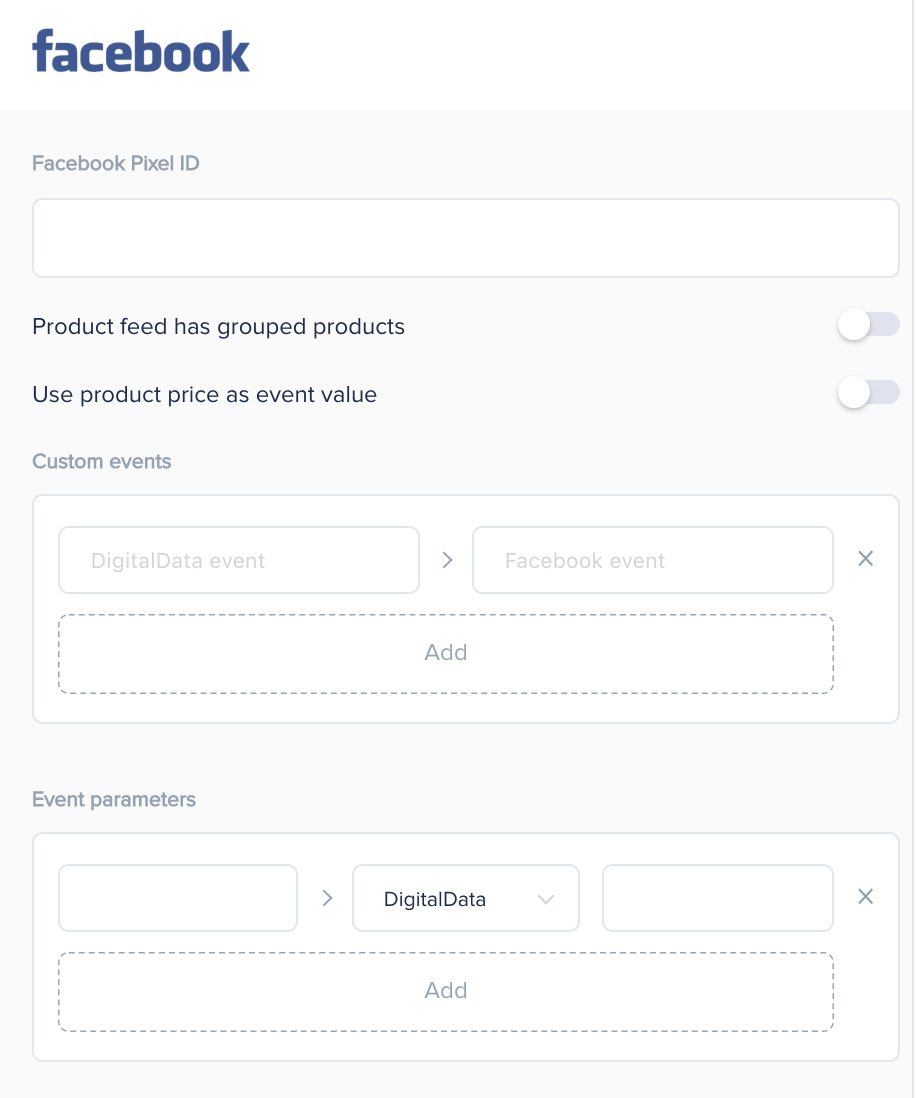 facebook
Facebook Pixel ID
Product feed has grouped products
Use product price as event value
Custom events
DigitalData event
Facebook event
Add
Event parameters
DigitalData
Add